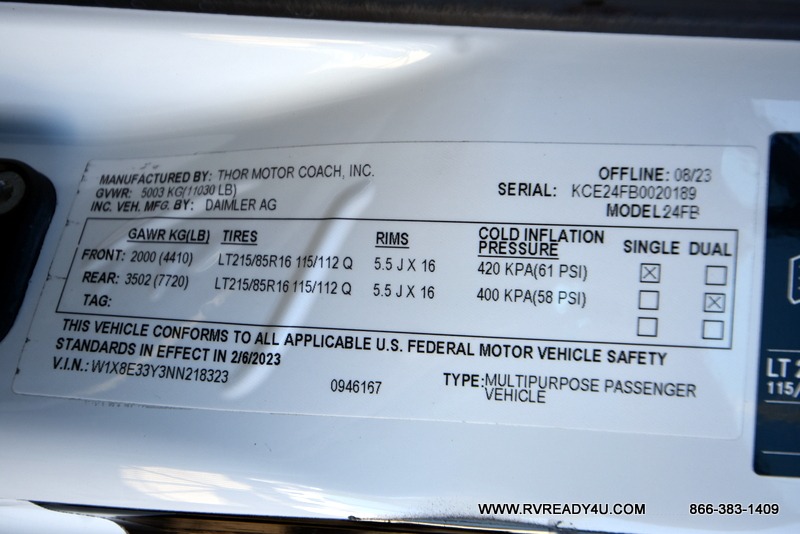 MANUFACTURED BY: THOR MOTOR COACH, INC.
GVWR: 5003 KG(11030 LB)
INC. VEH. MFG. BY: DAIMLER AG
OFFLINE: 08/23
SERIAL: KCE24FB0020189
MODEL 24FB
GAWR KG(LB) TIRES RIMS COLD INFLATION PRESSURE SINGLE DUAL
FRONT: 2000 (4410) LT215/85R16 115/112 Q 5.5 J X 16 420 KPA(61 PSI)
REAR: 3502 (7720) LT215/85R16 115/112 Q 5.5 J X 16 400 KPA(58 PSI)
TAG:
THIS VEHICLE CONFORMS TO ALL APPLICABLE U.S. FEDERAL MOTOR VEHICLE SAFETY
STANDARDS IN EFFECT IN 2/6/2023
V.I.N.: W1X8E33Y3NN218323
0946167
TYPE: MULTIPURPOSE PASSENGER
VEHICLE
LT 2
115/
WWW.RVREADY4U.COM 866-383-1409